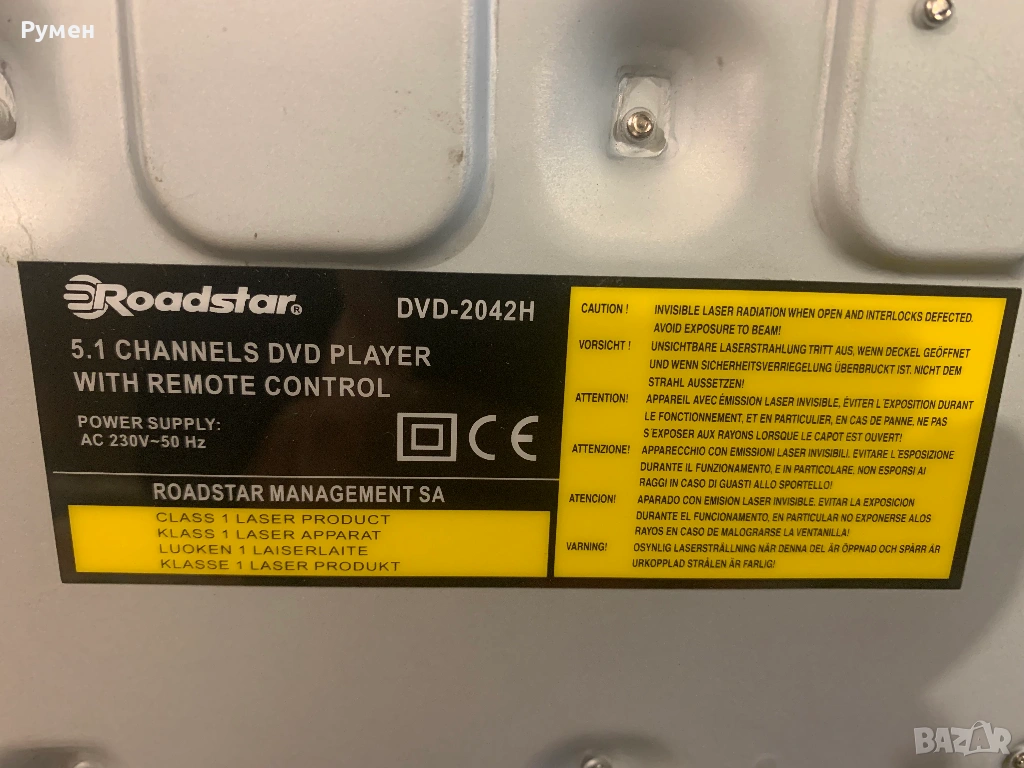 Румен
Roadstar®
DVD-2042H
5.1 CHANNELS DVD PLAYER
WITH REMOTE CONTROL
POWER SUPPLY:
AC 230V~50 Hz
CE
ROADSTAR MANAGEMENT SA
CLASS 1 LASER PRODUCT
KLASS 1 LASER APPARAT
LUOKEN 1 LAISERLAITE
KLASSE 1 LASER PRODUKT
CAUTION ! INVISIBLE LASER RADIATION WHEN OPEN AND INTERLOCKS DEFECTED.
AVOID EXPOSURE TO BEAM!
VORSICHT ! UNSICHTBARE LASERSTRAHLUNG TRITT AUS, WENN DECKEL GEÖFFNET
UND WENN SICHERHEITSVERRIEGELUNG ÜBERBRUCKT IST. NICHT DEM
STRAHL AUSSETZEN!
ATTENTION! APPAREIL AVEC ÉMISSION LASER INVISIBLE, ÉVITER L'EXPOSITION DURANT
LE FONCTIONNEMENT, ET EN PARTICULIER, EN CAS DE PANNE, NE PAS
S'EXPOSER AUX RAYONS LORSQUE LE CAPOT EST OUVERT!
ATTENZIONE! APPARECCHIO CON EMISSIONI LASER INVISIBILI. EVITARE L'ESPOSIZIONE
DURANTE IL FUNZIONAMENTO, E IN PARTICOLARE. NON ESPORSI AI
RAGGI IN CASO DI GUASTI ALLO SPORTELLO!
ATENCION! APARADO CON EMISION LASER INVISIBLE. EVITAR LA EXPOSICION
DURANTE EL FUNCIONAMENTO, EN PARTICULAR NO EXPONERSE ALOS
RAYOS EN CASO DE MALOGRARSE LA VENTANILLA!
VARNING! OSYNLIG LASERSTRÅLLNING NÄR DENNA DEL ÄR ÖPPNAD OCH SPÄRR ÄR
URKOPPLAD STRÅLEN ÄR FARLIG!
BAZAR